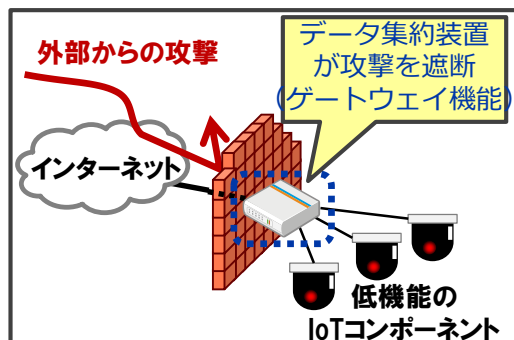 外部からの攻撃
データ集約装置
が攻撃を遮断
(ゲートウェイ機能)
インターネット
低機能の
IoTコンポーネント